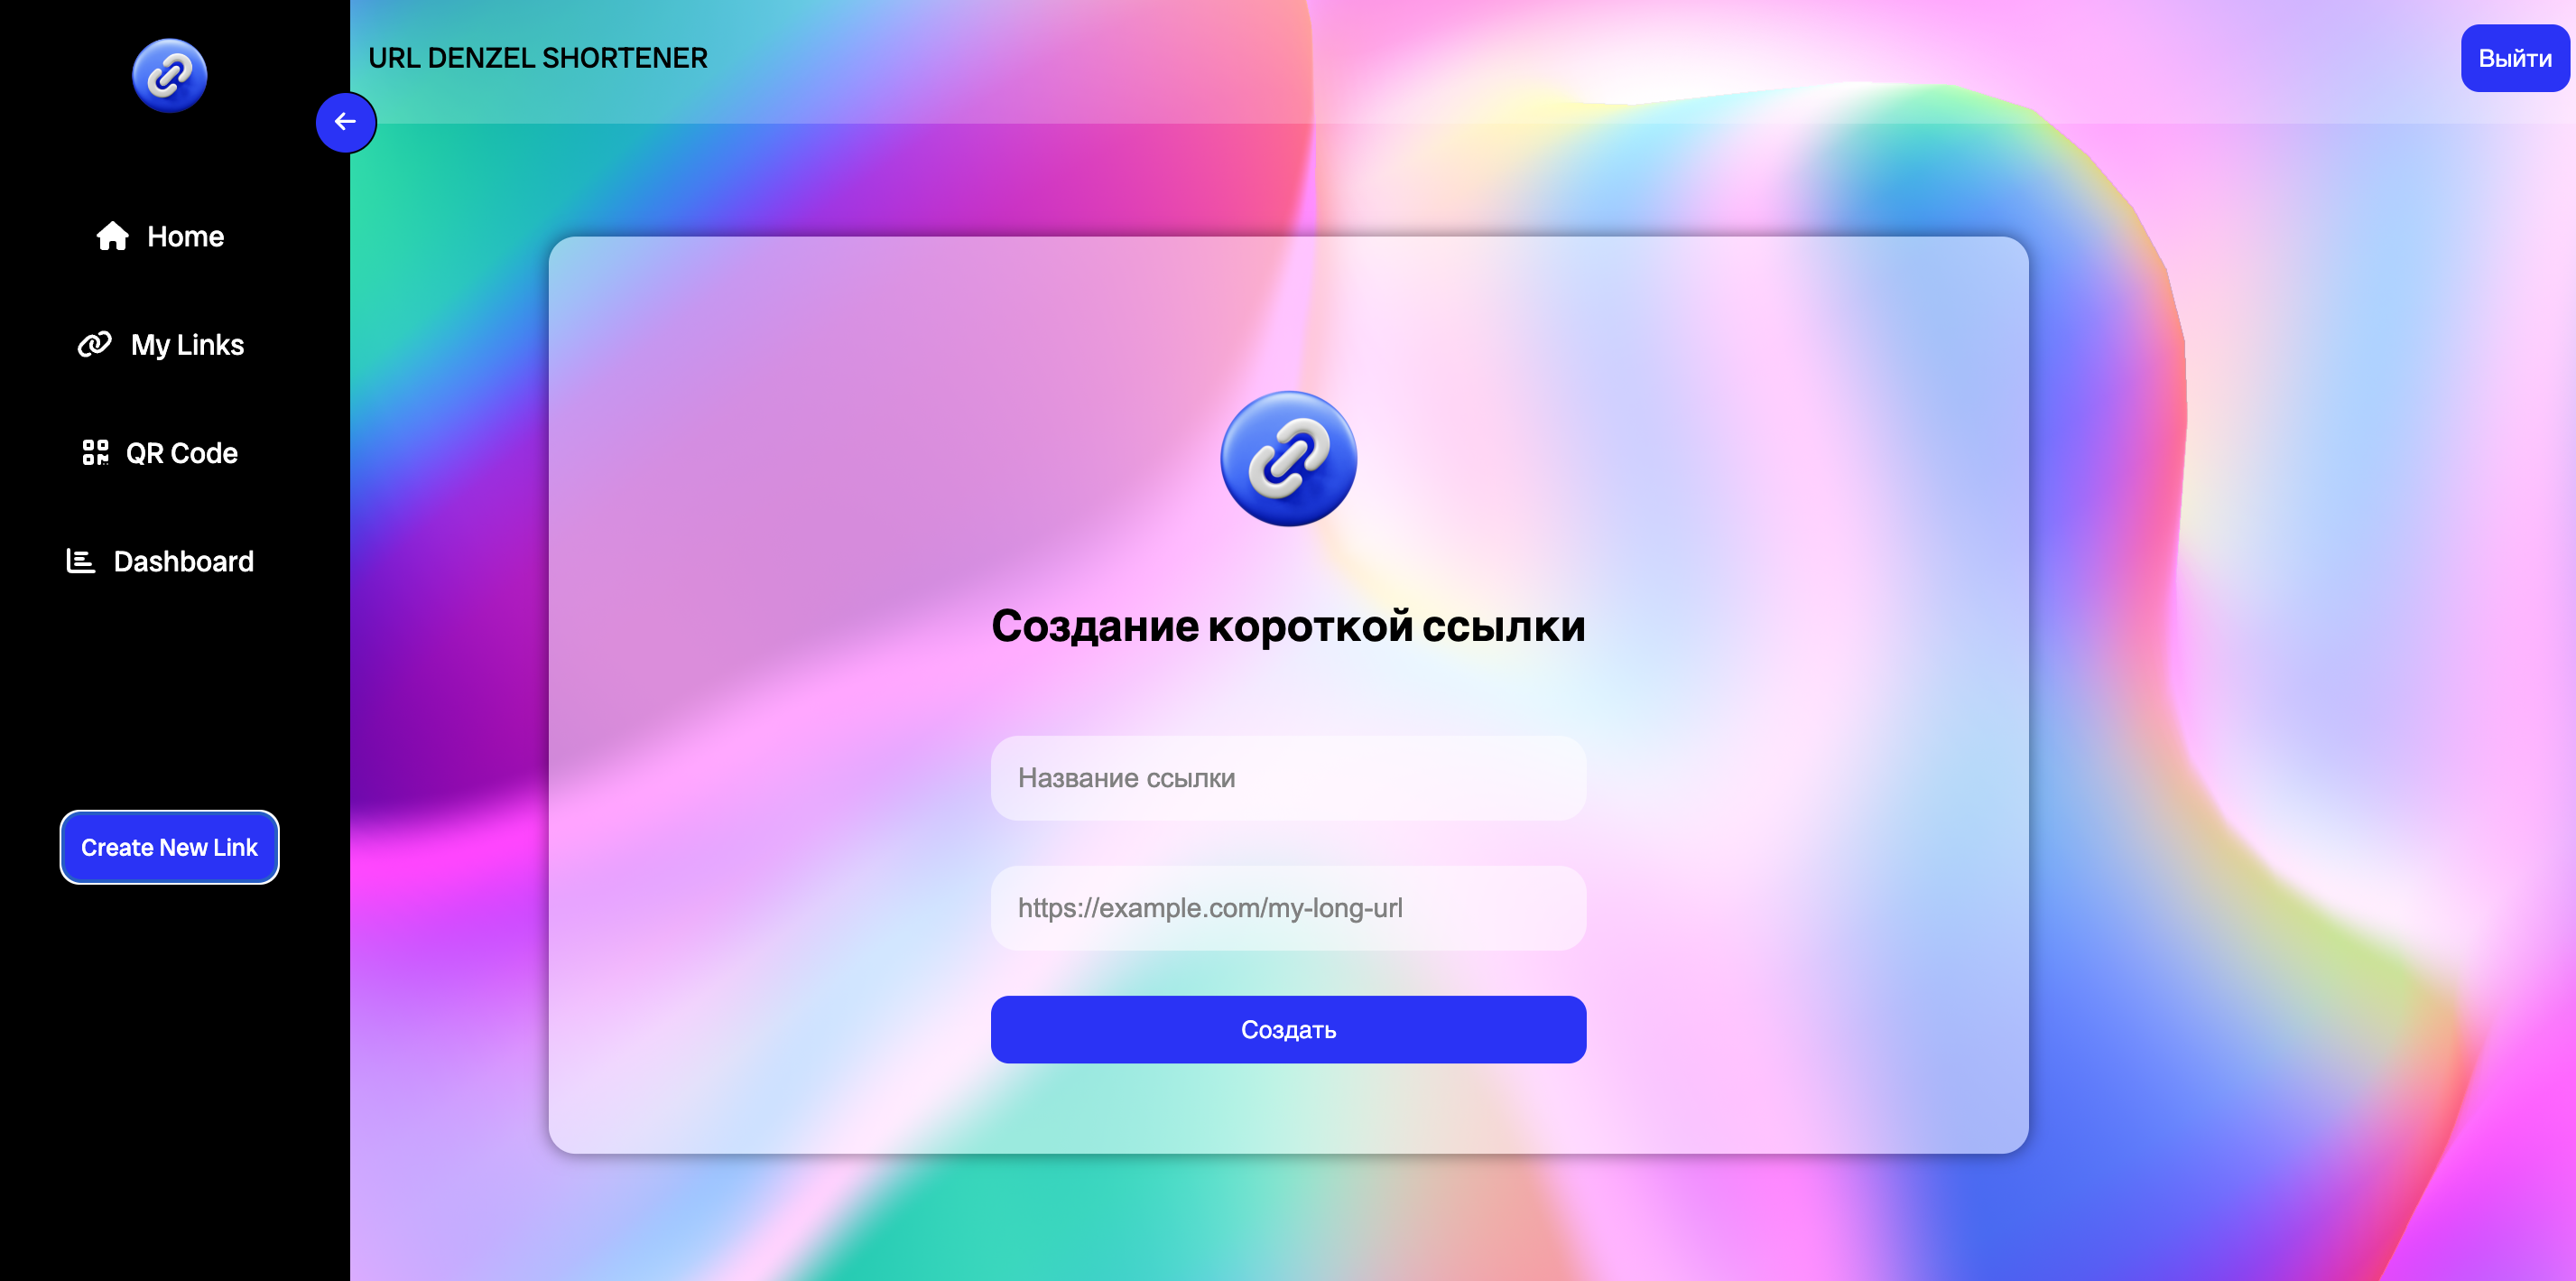 URL DENZEL SHORTENER
Выйти
Home
My Links
QR Code
Dashboard
Create New Link
Создание короткой ссылки
Название ссылки
https://example.com/my-long-url
Создать